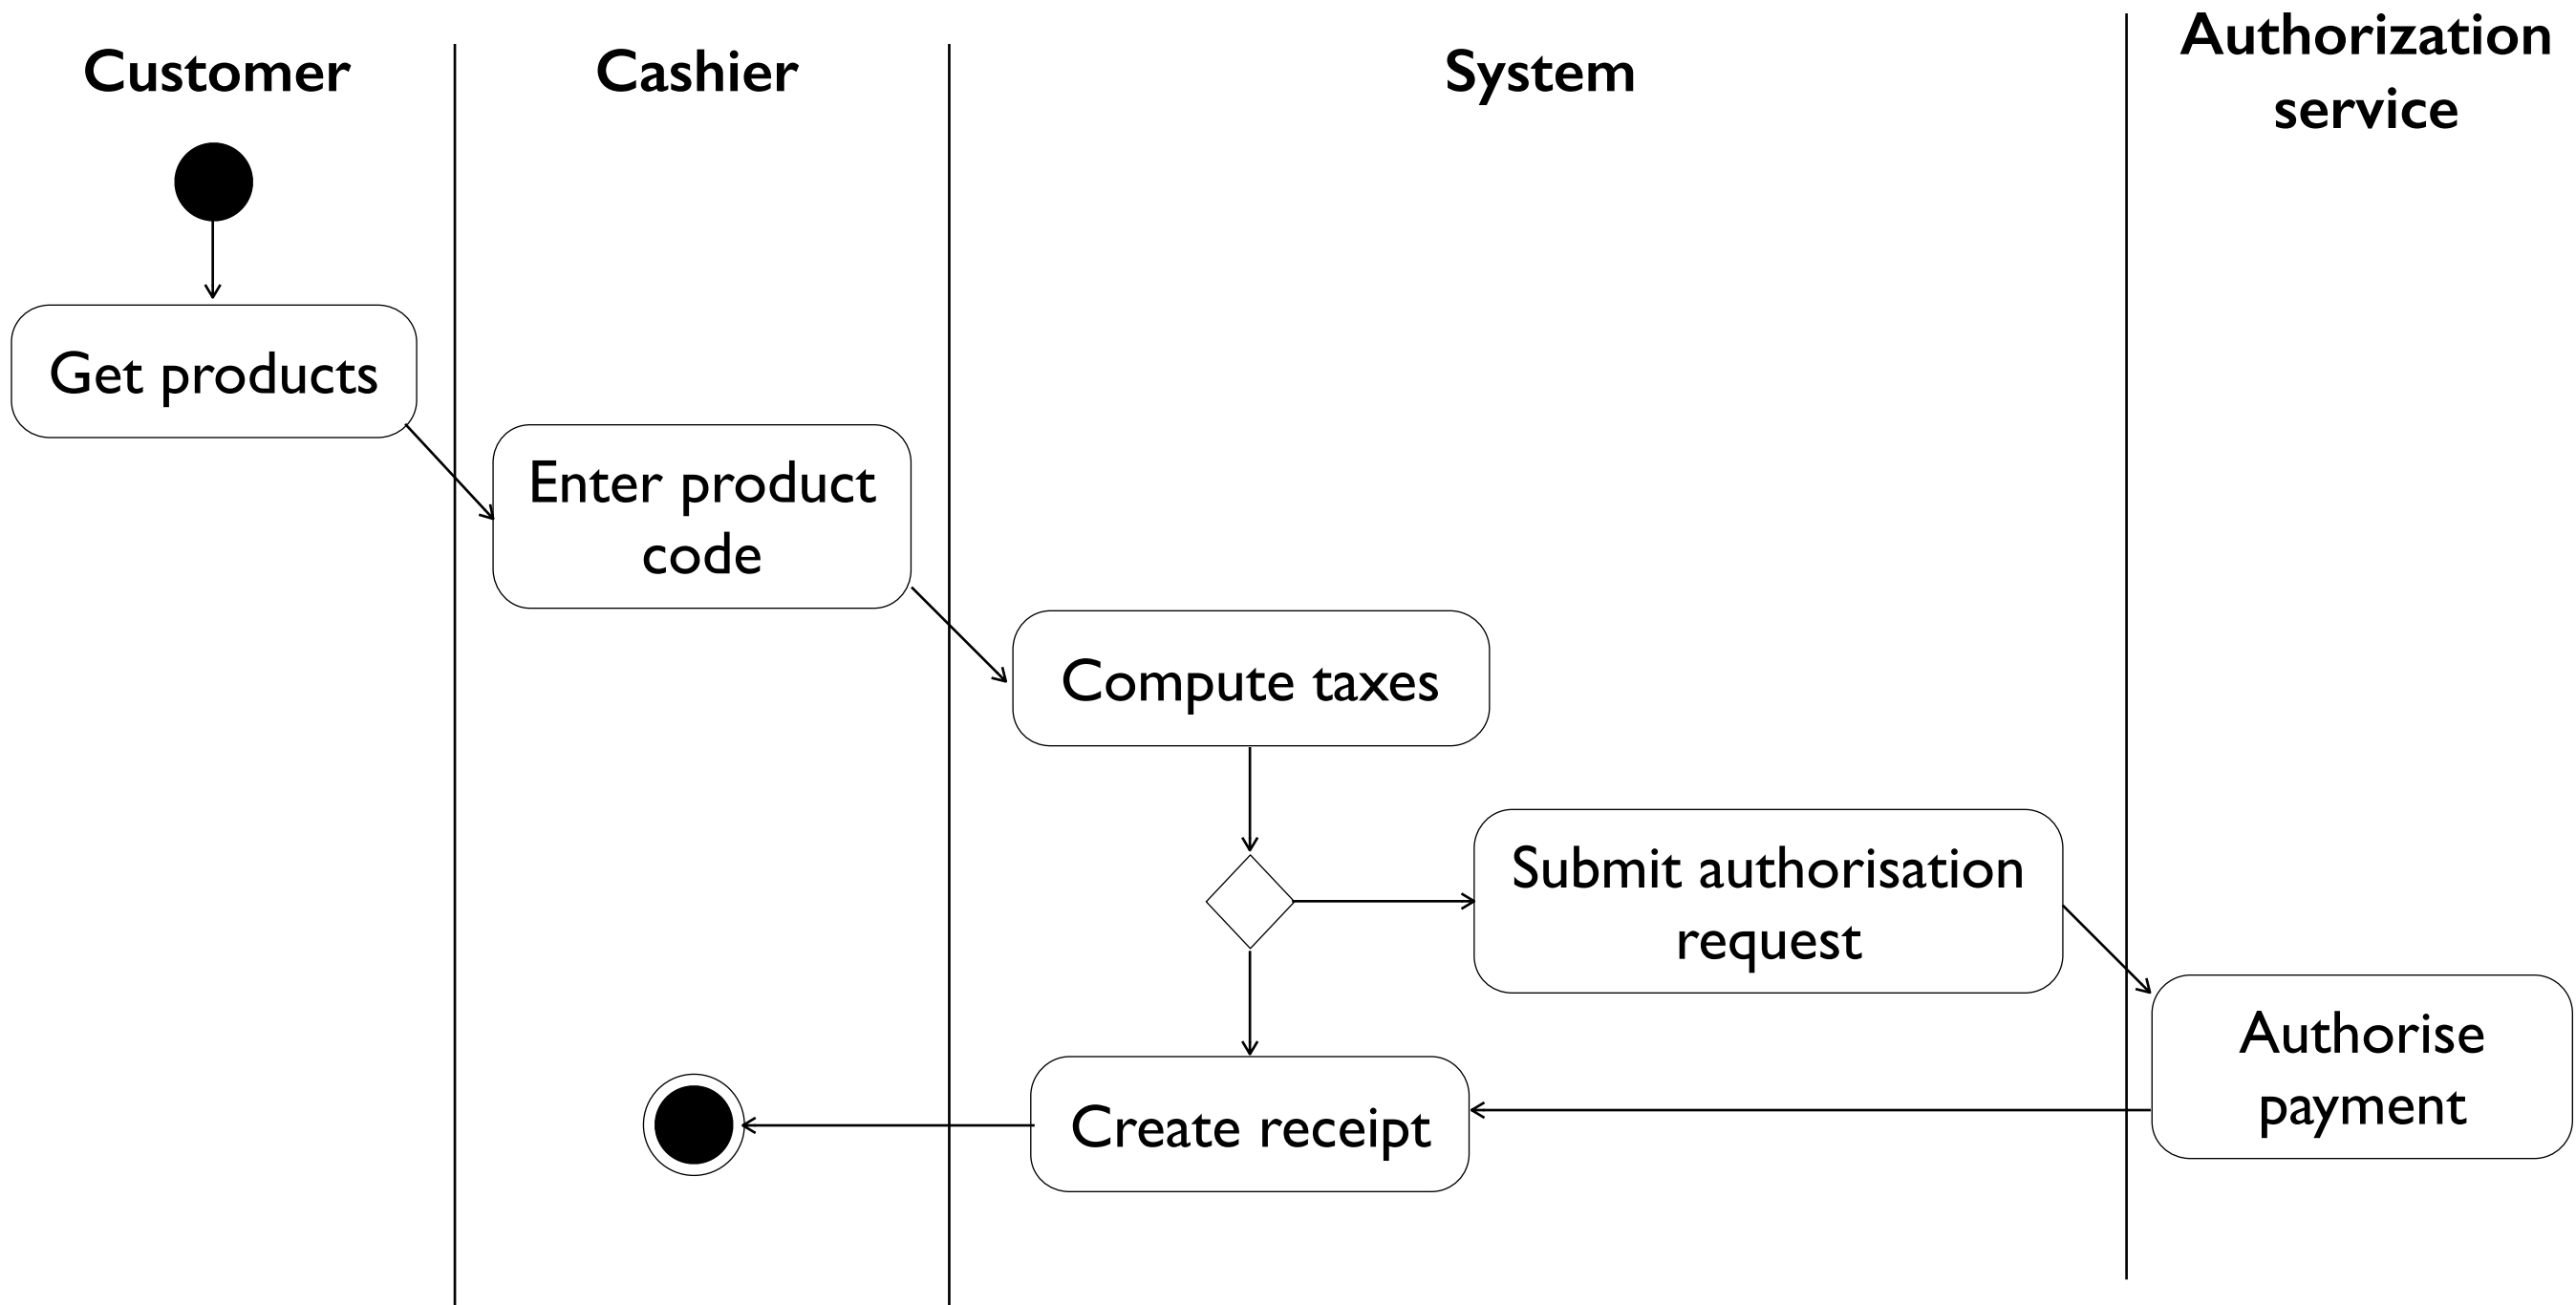 Customer
Cashier
System
Authorization
service
Get products
Enter product
code
Compute taxes
Submit authorisation
request
Authorise
payment
Create receipt